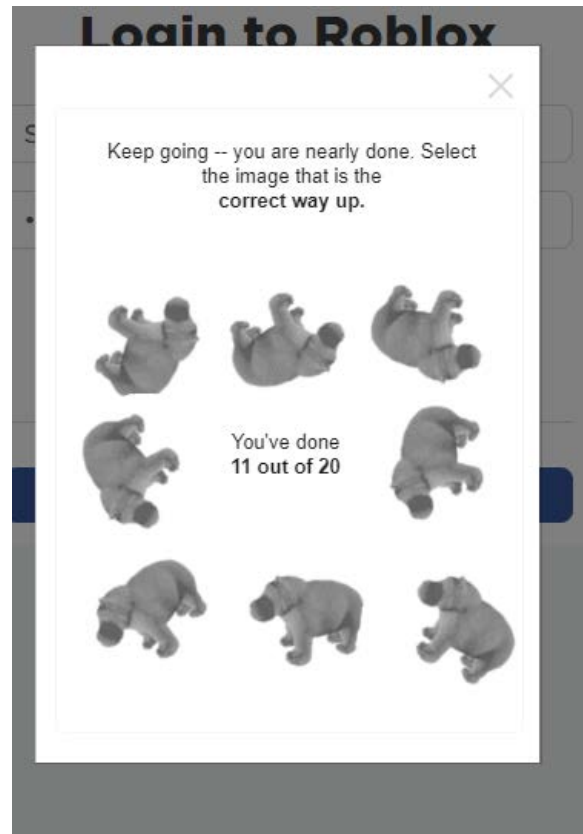 Login to Roblox
S
Keep going -- you are nearly done. Select
the image that is the
correct way up.
You've done
11 out of 20